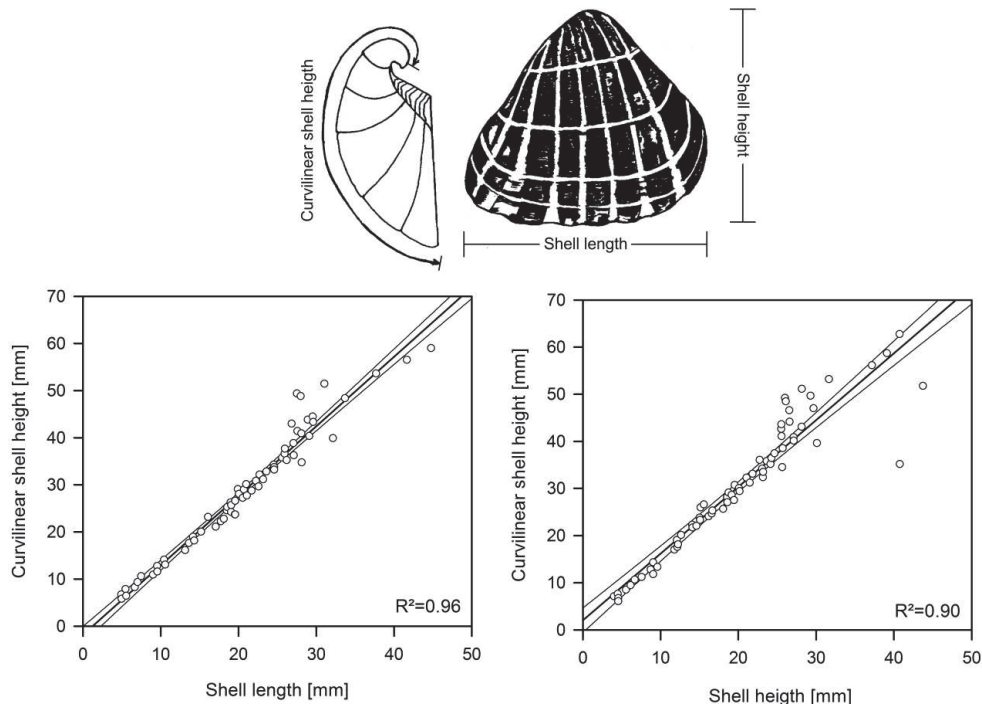 Curvilinear shell heigth
Shell height
Shell length
70
60
50
40
30
20
10
0
Curvilinear shell height [mm]
R²=0.96
0 10 20 30 40 50
Shell length [mm]
70
60
50
40
30
20
10
0
Curvilinear shell height [mm]
R²=0.90
0 10 20 30 40 50
Shell heigth [mm]